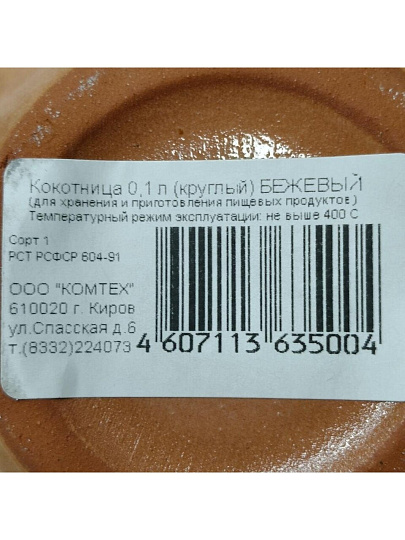 Кокотница 0,1 л (круглый) БЕЖЕВЫЙ
(для хранения и приготовления пищевых продуктов)
Температурный режим эксплуатации: не выше 400 С
Сорт 1
РСТ РСФСР 604-91
ООО "КОМТЕХ"
610020 г. Киров
ул.Спасская д.6
т.(8332)224073
4 607113 635004